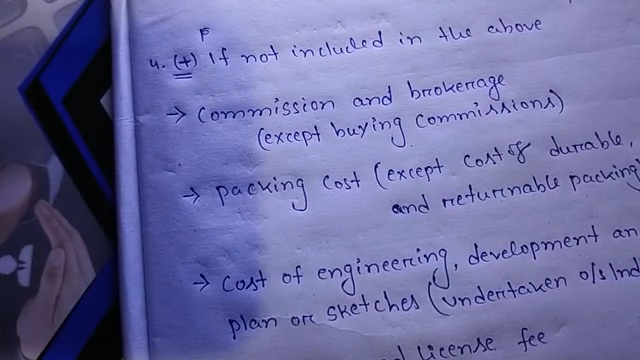 4. (+) If not included in the above
→ commission and brokerage
(except buying commissions)
→ packing cost (except cost of durable,
and returnable packing)
→ cost of engineering, development an
plan or sketches (undertaken o/s Ind
license fee